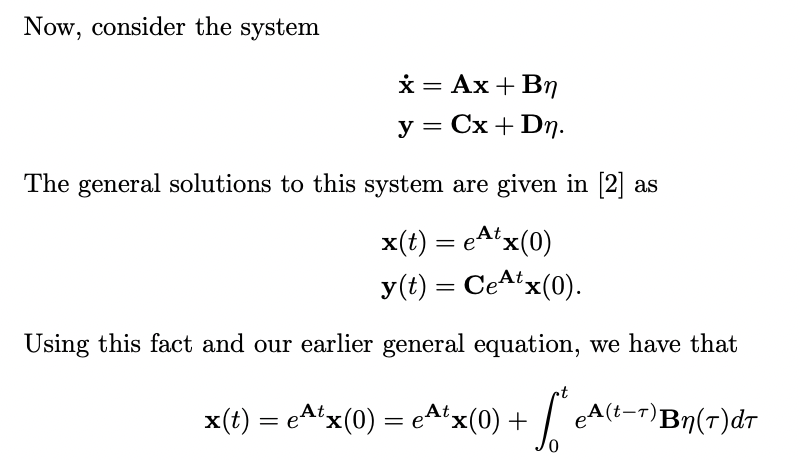 Now, consider the system
ẋ = Ax + Bη
y = Cx + Dη.
The general solutions to this system are given in [2] as
x(t) = e^{At}x(0)
y(t) = Ce^{At}x(0).
Using this fact and our earlier general equation, we have that
x(t) = e^{At}x(0) = e^{At}x(0) + ∫_0^t e^{A(t−τ)}Bη(τ)dτ